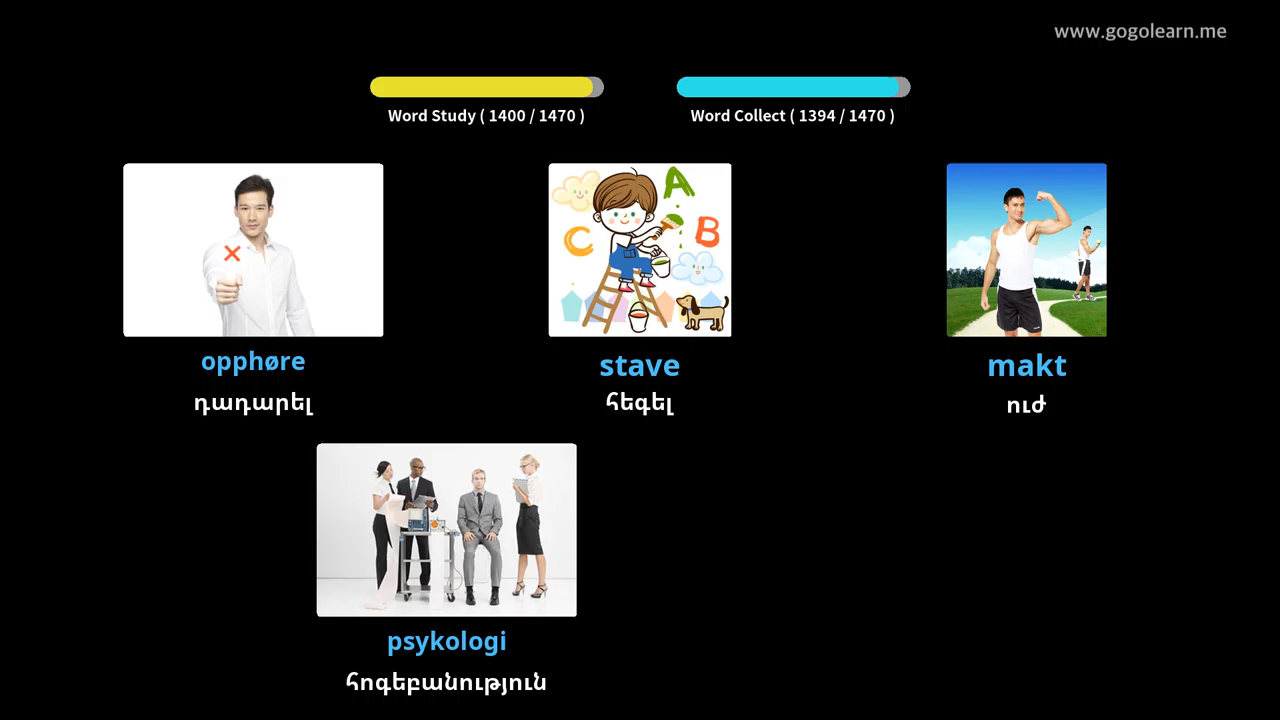 www.gogolearn.me
Word Study ( 1400 / 1470 )
Word Collect ( 1394 / 1470 )
A
B
C
opphøre
stave
makt
դադարել
հեգել
ուժ
psykologi
հոգեբանություն